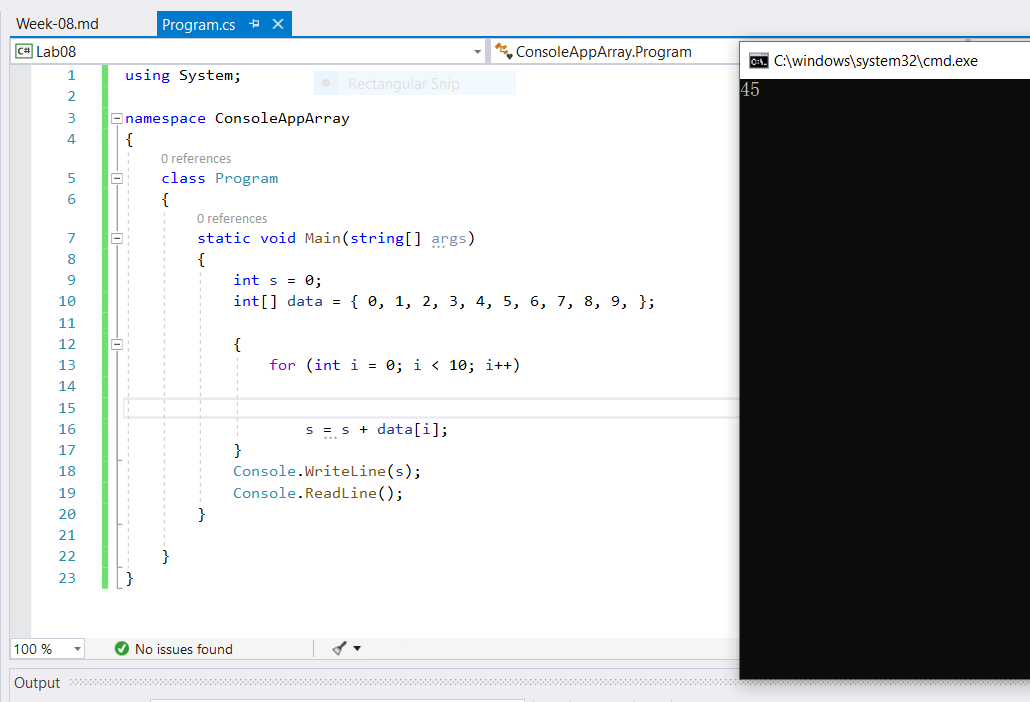 Week-08.md
Program.cs
C# Lab08
ConsoleAppArray.Program
C:\windows\system32\cmd.exe
45
Rectangular Snip
1 using System;
2
3 namespace ConsoleAppArray
4 {
0 references
5 class Program
6 {
0 references
7 static void Main(string[] args)
8 {
9 int s = 0;
10 int[] data = { 0, 1, 2, 3, 4, 5, 6, 7, 8, 9, };
11
12 {
13 for (int i = 0; i < 10; i++)
14
15
16 s = s + data[i];
17 }
18 Console.WriteLine(s);
19 Console.ReadLine();
20 }
21
22 }
23 }
100 %
No issues found
Output